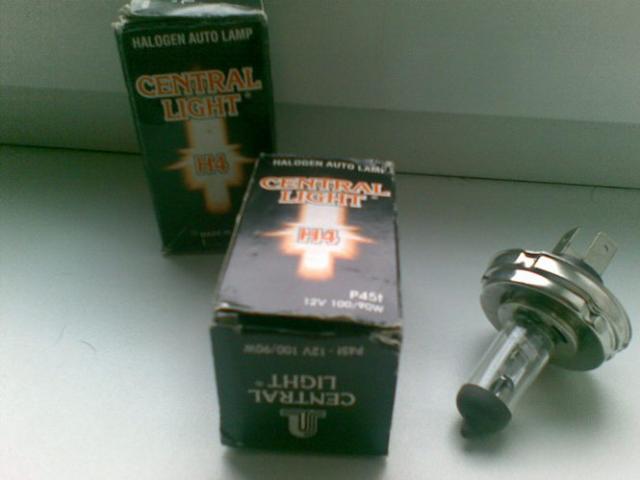 HALOGEN AUTO LAMP
CENTRAL
LIGHT®
H4
HALOGEN AUTO LAMP
CENTRAL
LIGHT
H4
P45t
12V 100/90W
P45t - 12V 100/90W
CENTRAL
LIGHT®